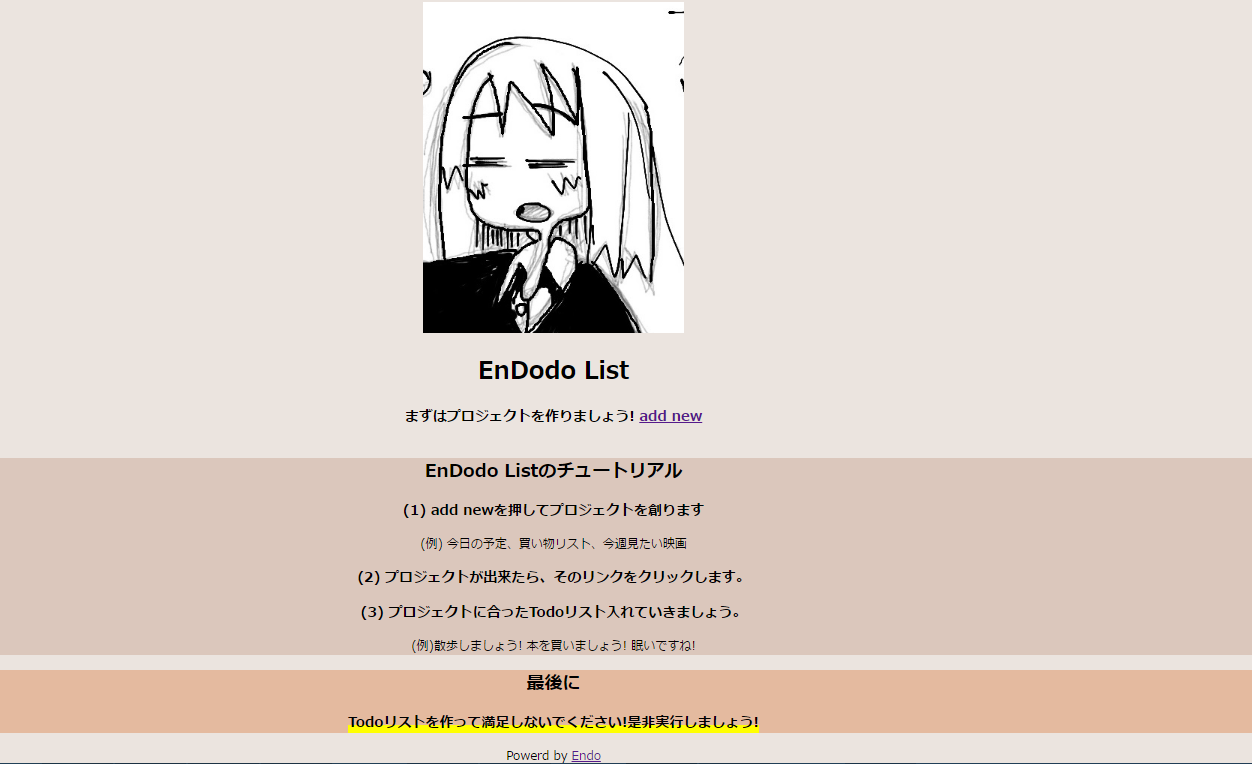 EnDodo List
まずはプロジェクトを作りましょう! add new
EnDodo Listのチュートリアル
(1) add newを押してプロジェクトを創ります
(例) 今日の予定、買い物リスト、今週見たい映画
(2) プロジェクトが出来たら、そのリンクをクリックします。
(3) プロジェクトに合ったTodoリスト入れていきましょう。
(例)散歩しましょう! 本を買いましょう! 眠いですね!
最後に
Todoリストを作って満足しないでください!是非実行しましょう!
Powerd by Endo